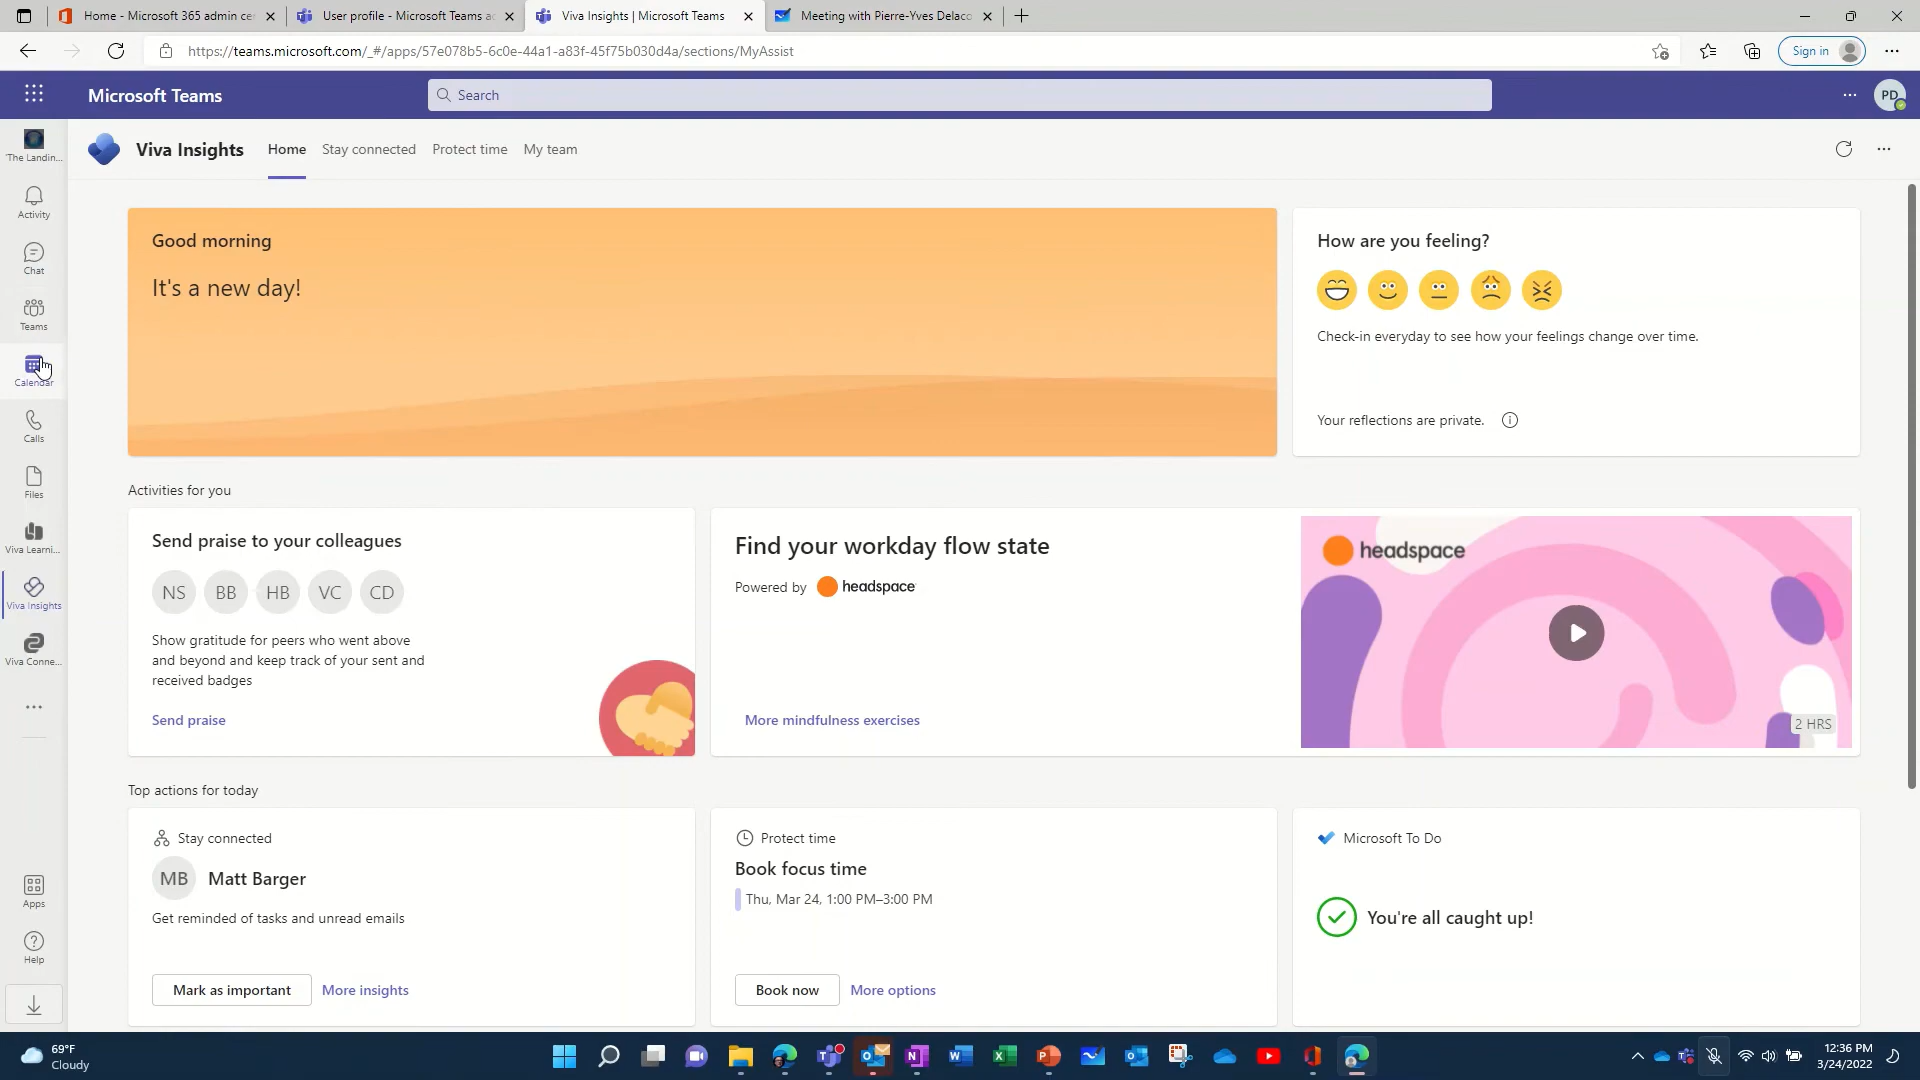 Home - Microsoft 365 admin ce
User profile - Microsoft Teams a
Viva Insights | Microsoft Teams
Meeting with Pierre-Yves Delaco
https://teams.microsoft.com/_#/apps/57e078b5-6c0e-44a1-a83f-45f75b030d4a/sections/MyAssist
Sign in
Microsoft Teams
Search
PD
'The Landin...
Activity
Chat
Teams
Calendar
Calls
Files
Viva Learni...
Viva Insights
Viva Conne...
Apps
Help
Viva Insights
Home
Stay connected
Protect time
My team
Good morning
It's a new day!
How are you feeling?
Check-in everyday to see how your feelings change over time.
Your reflections are private.
Activities for you
Send praise to your colleagues
NS
BB
HB
VC
CD
Show gratitude for peers who went above
and beyond and keep track of your sent and
received badges
Send praise
Find your workday flow state
Powered by headspace
More mindfulness exercises
headspace
2 HRS
Top actions for today
Stay connected
MB
Matt Barger
Get reminded of tasks and unread emails
Mark as important
More insights
Protect time
Book focus time
Thu, Mar 24, 1:00 PM–3:00 PM
Book now
More options
Microsoft To Do
You're all caught up!
69°F
Cloudy
12:36 PM
3/24/2022